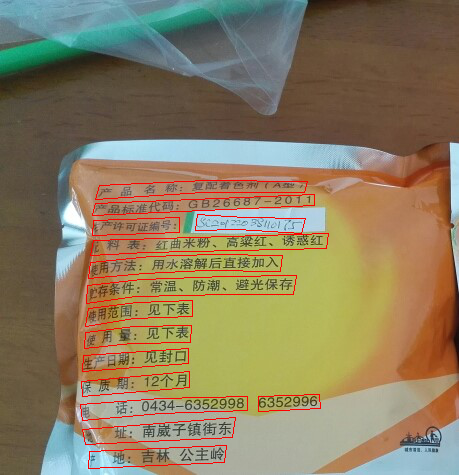 产品名称：复配着色剂（A型）
产品标准代码：GB26687-2011
生产许可证编号：
配料表：红曲米粉、高粱红、诱惑红
使用方法：用水溶解后直接加入
贮存条件：常温、防潮、避光保存
使用范围：见下表
使用量：见下表
生产日期：见封口
保质期：12个月
电话：0434-6352998 6352996
厂址：南崴子镇街东
产地：吉林 公主岭